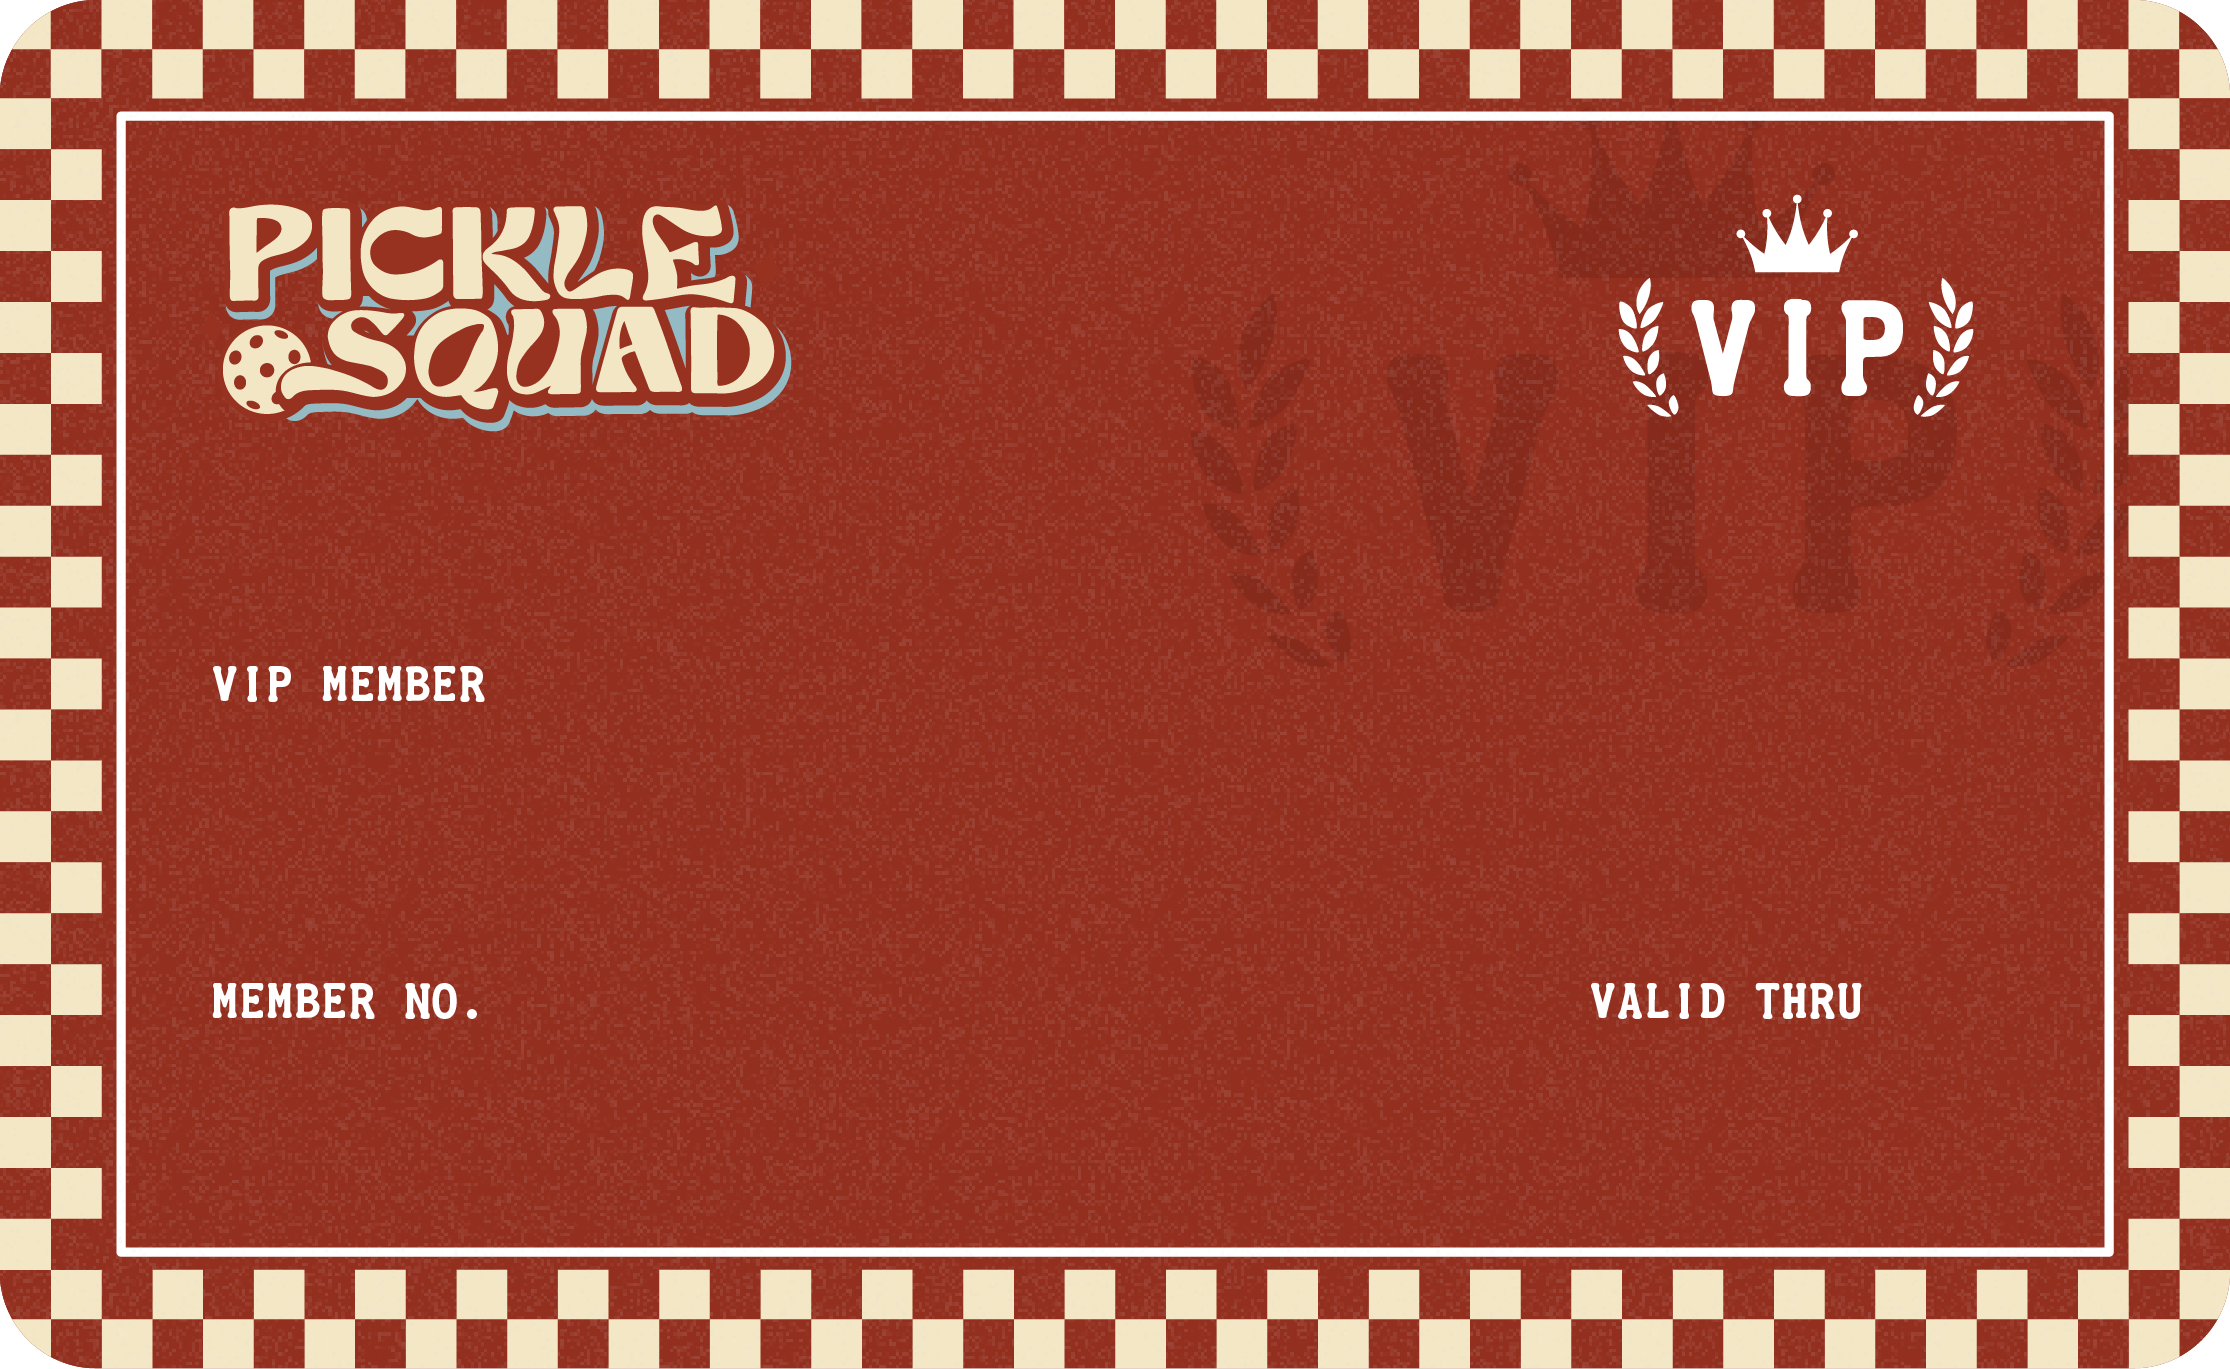 PICKLE
SQUAD
VIP
VIP
VIP MEMBER
MEMBER NO.
VALID THRU